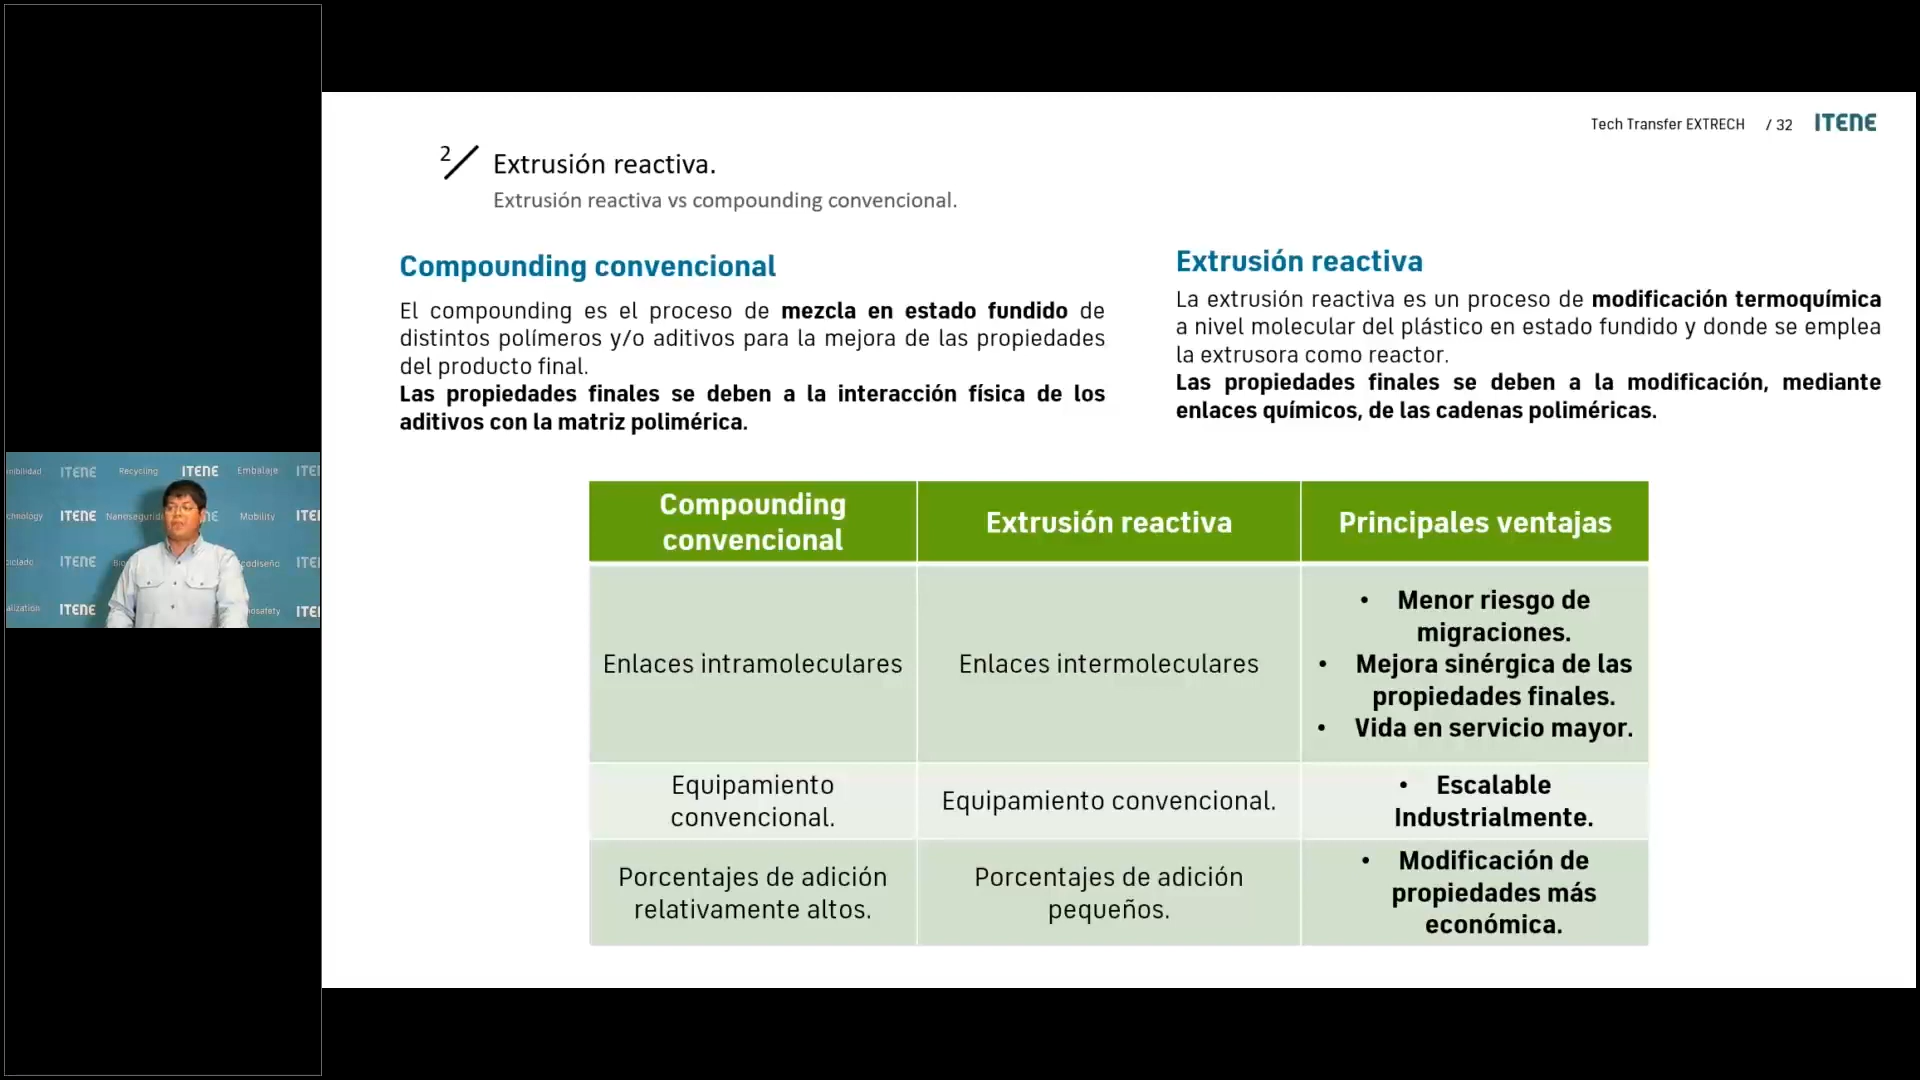 Tech Transfer EXTRECH / 32 ITENE
2/ Extrusión reactiva.
Extrusión reactiva vs compounding convencional.
Compounding convencional
El compounding es el proceso de mezcla en estado fundido de
distintos polímeros y/o aditivos para la mejora de las propiedades
del producto final.
Las propiedades finales se deben a la interacción física de los
aditivos con la matriz polimérica.
Extrusión reactiva
La extrusión reactiva es un proceso de modificación termoquímica
a nivel molecular del plástico en estado fundido y donde se emplea
la extrusora como reactor.
Las propiedades finales se deben a la modificación, mediante
enlaces químicos, de las cadenas poliméricas.
Compounding
convencional
Extrusión reactiva
Principales ventajas
Enlaces intramoleculares
Enlaces intermoleculares
• Menor riesgo de
migraciones.
• Mejora sinérgica de las
propiedades finales.
• Vida en servicio mayor.
Equipamiento
convencional.
Equipamiento convencional.
• Escalable
Industrialmente.
Porcentajes de adición
relativamente altos.
Porcentajes de adición
pequeños.
• Modificación de
propiedades más
económica.
ITENE Recycling ITENE Embalaje ITE
ITENE Mobility ITE
ITENE ITE
ITENE ITE